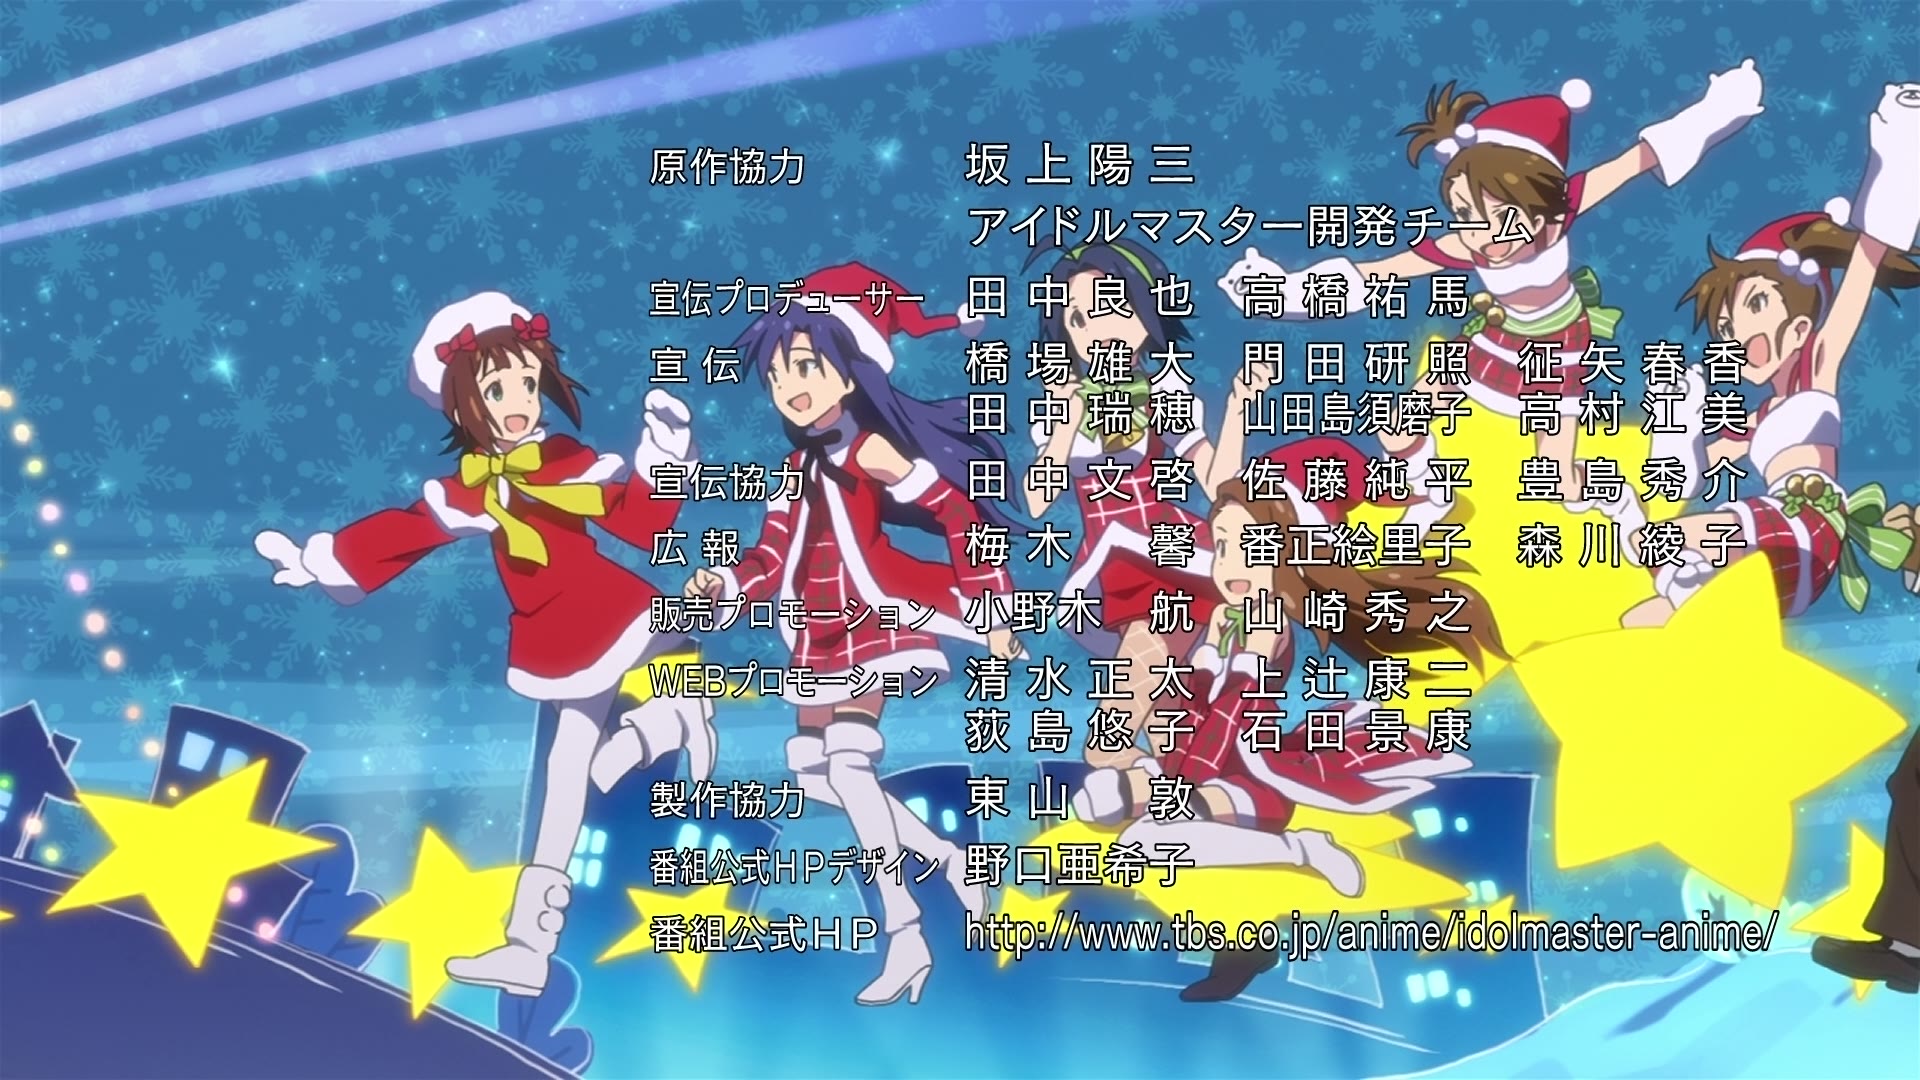 原作協力 坂上陽三
アイドルマスター開発チーム
宣伝プロデューサー 田中良也 高橋祐馬
宣伝 橋場雄大 門田研照 征矢春香
田中瑞穂 山田島須磨子 高村江美
宣伝協力 田中文啓 佐藤純平 豊島秀介
広報 梅木馨 番正絵里子 森川綾子
販売プロモーション 小野木航 山崎秀之
WEBプロモーション 清水正太 上辻康二
荻島悠子 石田景康
製作協力 東山敦
番組公式HPデザイン 野口亜希子
番組公式HP http://www.tbs.co.jp/anime/idolmaster-anime/